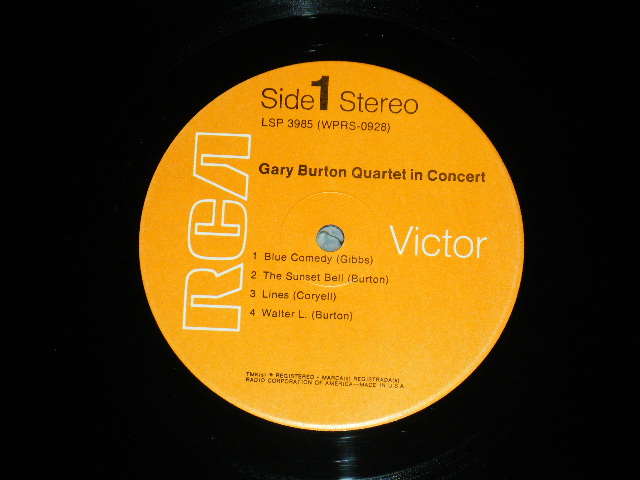 Side 1 Stereo
LSP 3985 (WPRS-0928)
Gary Burton Quartet in Concert
RCA
Victor
1 Blue Comedy (Gibbs)
2 The Sunset Bell (Burton)
3 Lines (Coryell)
4 Walter L. (Burton)
TMK(s) ® REGISTERED - MARCA(s) REGISTRADA(s)
RADIO CORPORATION OF AMERICA—MADE IN U.S.A.